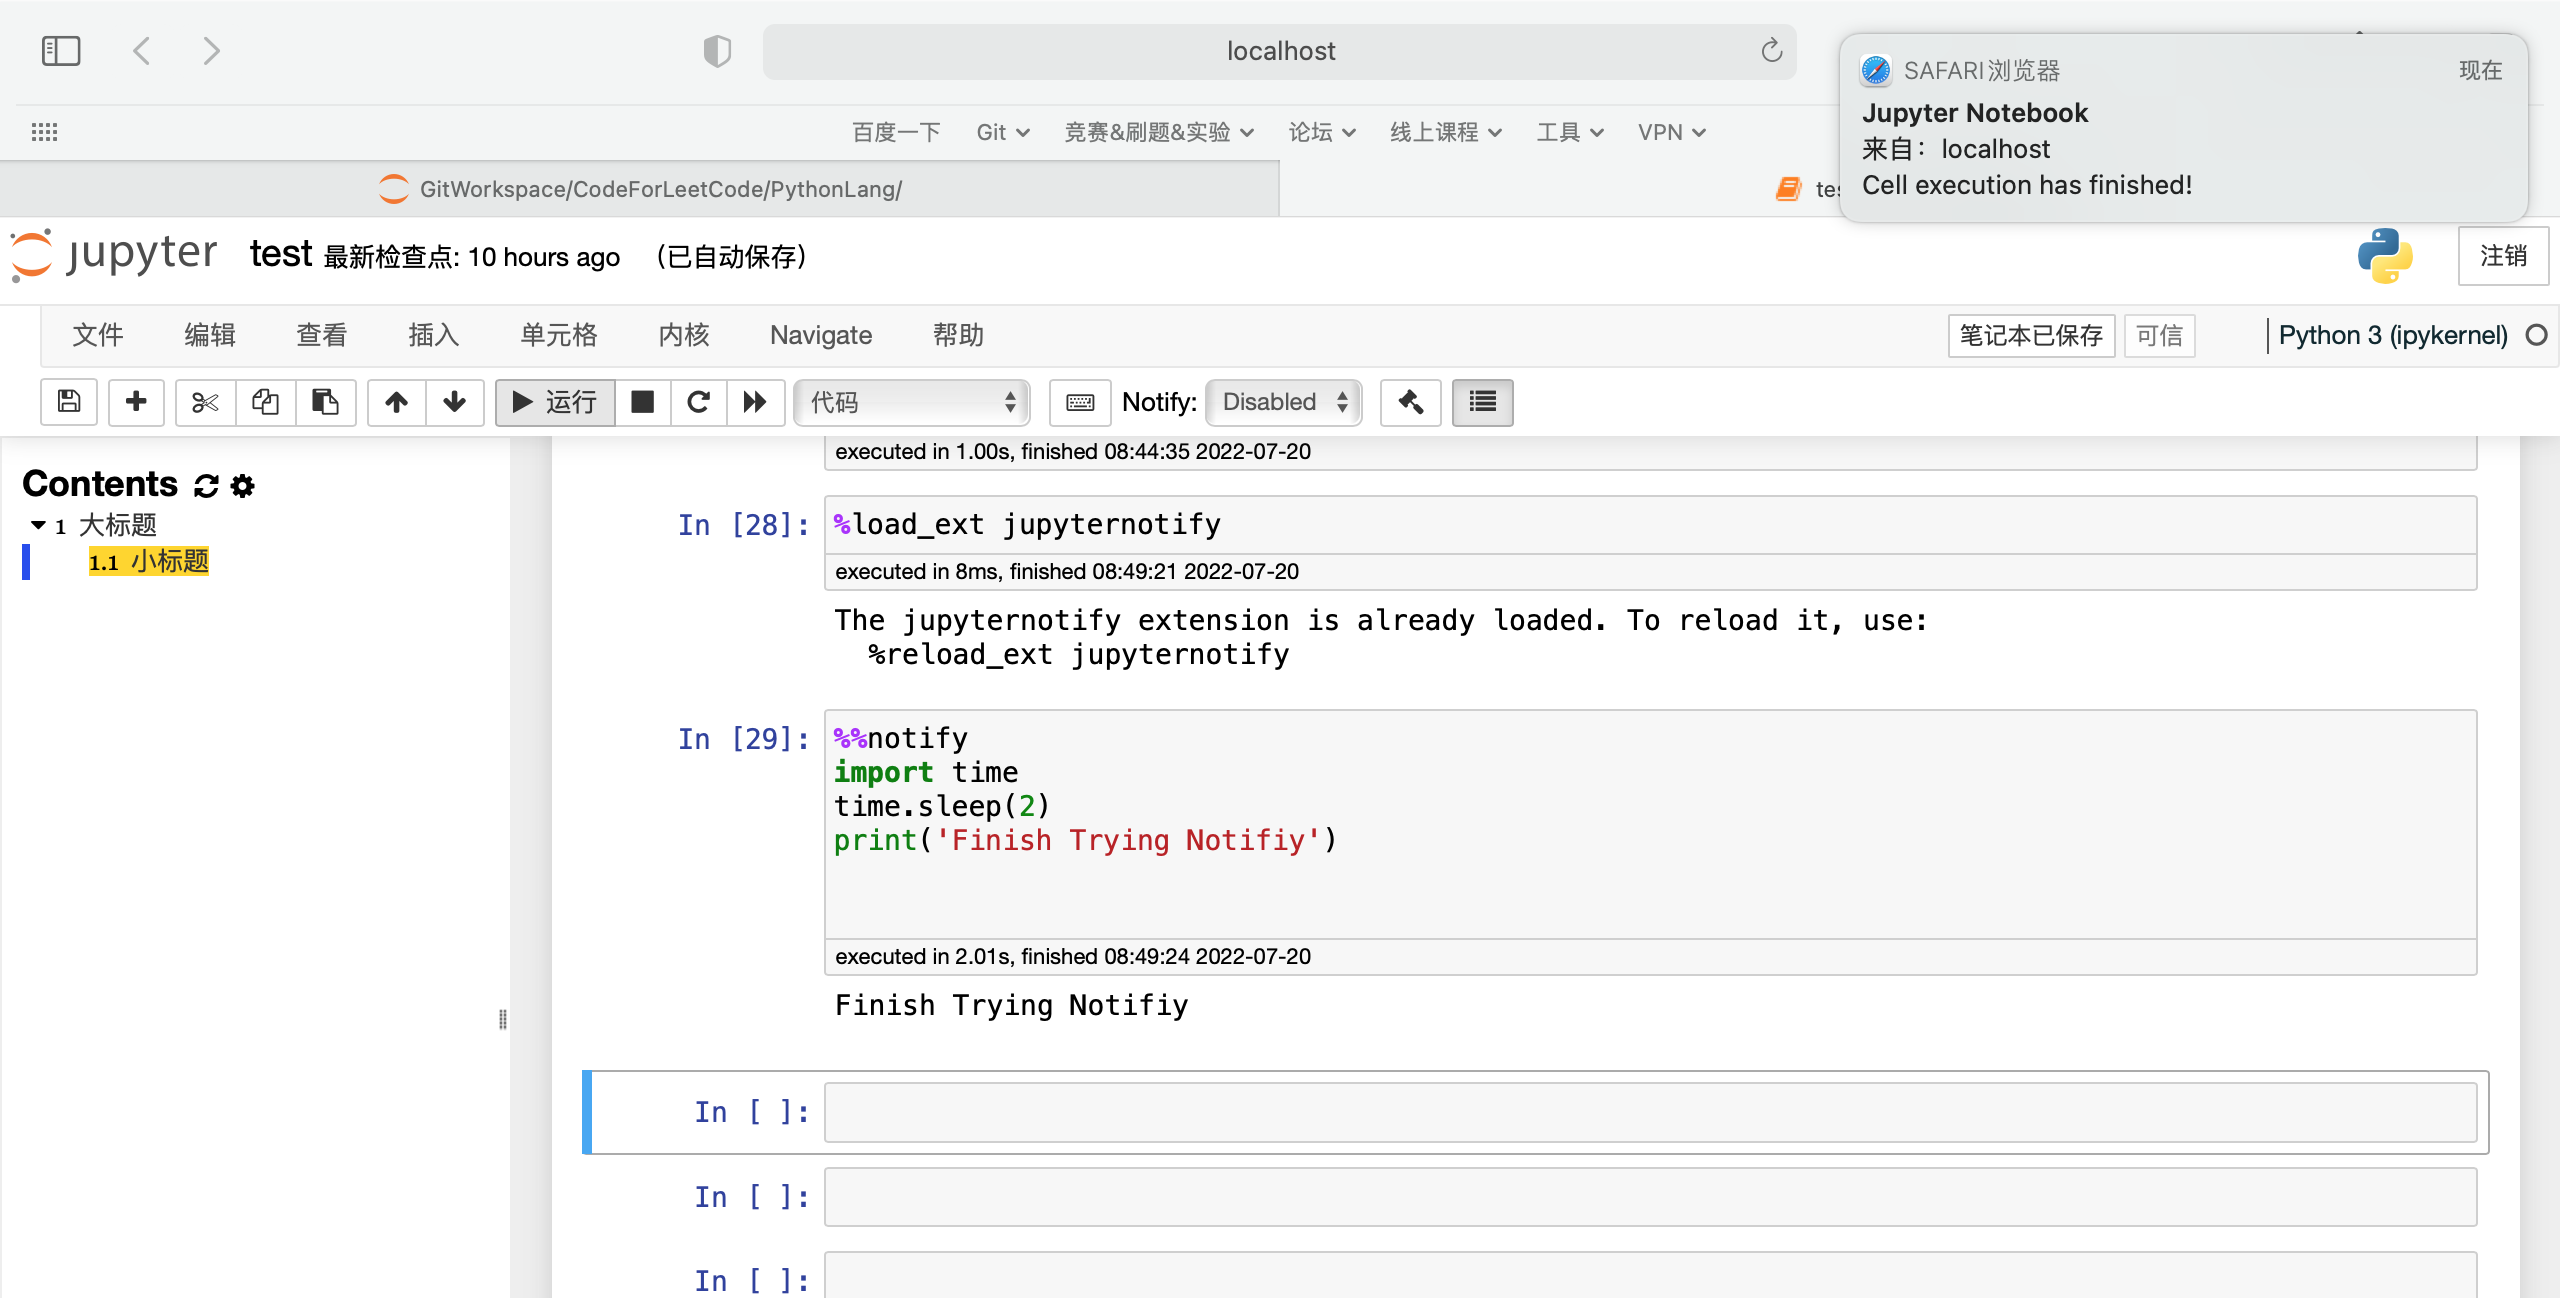 localhost
SAFARI浏览器
现在
Jupyter Notebook
来自：localhost
Cell execution has finished!
百度一下
Git
竞赛&刷题&实验
论坛
线上课程
工具
VPN
GitWorkspace/CodeForLeetCode/PythonLang/
jupyter
test 最新检查点: 10 hours ago （已自动保存）
注销
文件
编辑
查看
插入
单元格
内核
Navigate
帮助
笔记本已保存
可信
Python 3 (ipykernel)
运行
代码
Notify:
Disabled
Contents
1 大标题
1.1 小标题
executed in 1.00s, finished 08:44:35 2022-07-20
In [28]:
%load_ext jupyternotify
executed in 8ms, finished 08:49:21 2022-07-20
The jupyternotify extension is already loaded. To reload it, use:
%reload_ext jupyternotify
In [29]:
%%notify
import time
time.sleep(2)
print('Finish Trying Notifiy')
executed in 2.01s, finished 08:49:24 2022-07-20
Finish Trying Notifiy
In [ ]:
In [ ]:
In [ ]: